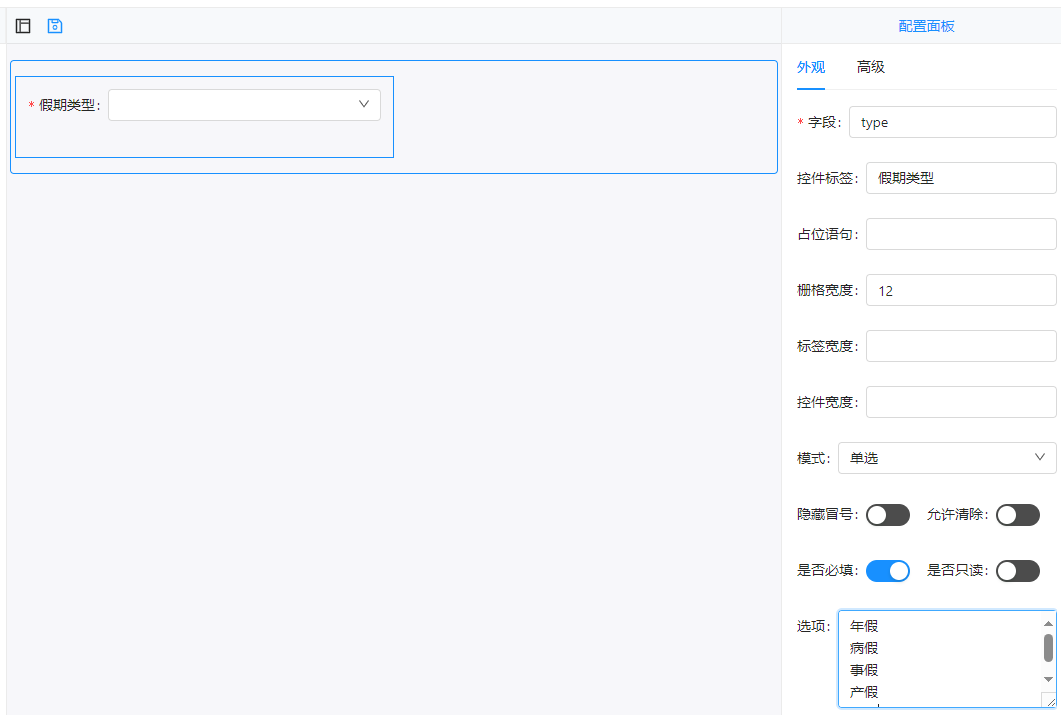 配置面板
外观 高级
* 假期类型:
* 字段: type
控件标签: 假期类型
占位语句:
栅格宽度: 12
标签宽度:
控件宽度:
模式: 单选
隐藏冒号: 允许清除:
是否必填: 是否只读:
选项: 年假
病假
事假
产假